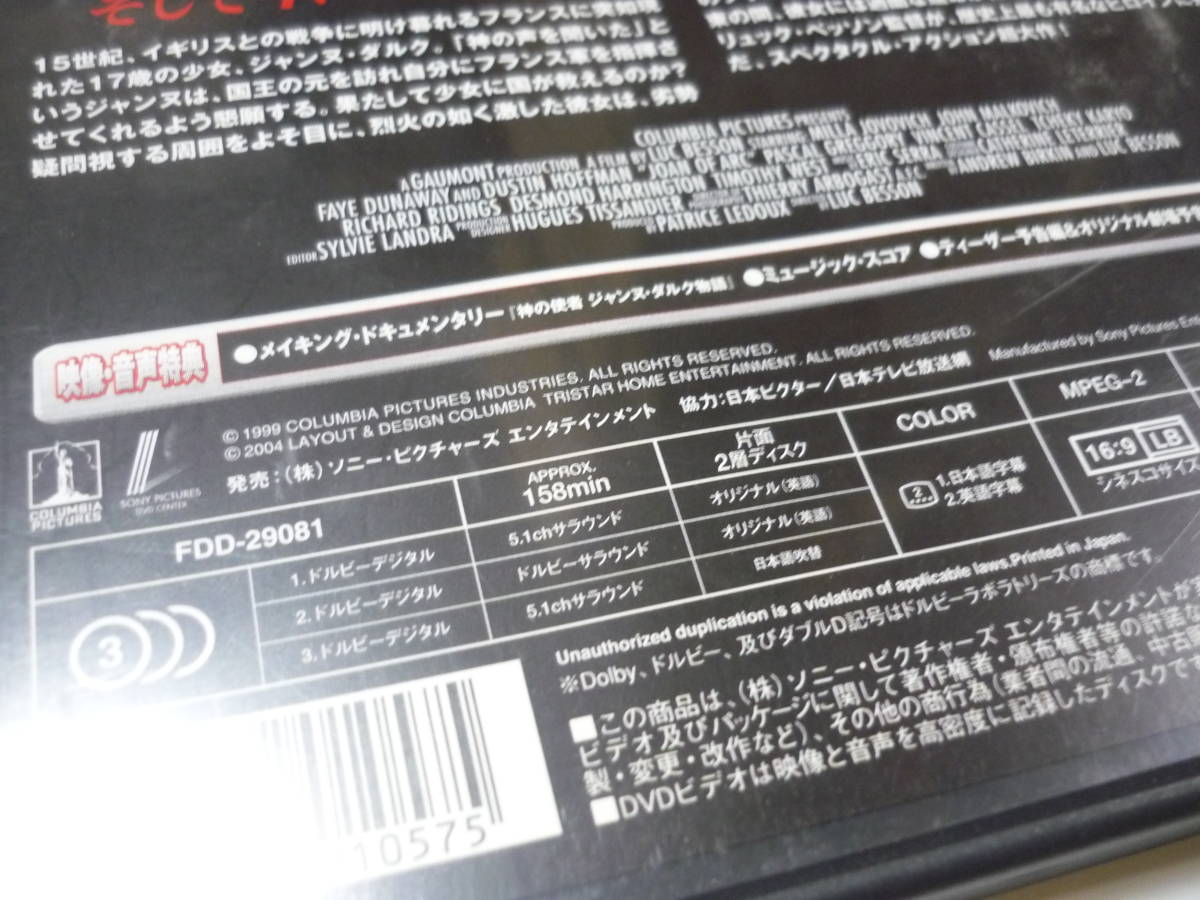 そして
15世紀、イギリスとの戦争に明け暮れるフランスに
れた17歳の少女、ジャンヌ・ダルク。「神の声を聞いた」と
いうジャンヌは、国王の元を訪れ自分にフランス軍を指揮さ
せてくれるよう懇願する。果たして少女に国が救えるのか?
疑問視する周囲をよそ目に、烈火の如く激した彼女は、劣勢
リュック・ベッソン監督が、歴史上最も有名なヒロイン
た、スペクタクル・アクション超大作!
COLUMBIA PICTURES PRESENTS
A GAUMONT PRODUCTION A FILM BY LUC BESSON STARRING MILLA JOVOVICH JOHN MALKOVICH
FAYE DUNAWAY AND DUSTIN HOFFMAN "JOAN OF ARC" PASCAL GREGGORY VINCENT CASSEL TCHEKY KARYO
RICHARD RIDINGS DESMOND HARRINGTON TIMOTHY WEST ERIC SERRA CATHERINE LETERRIER
EDITOR SYLVIE LANDRA PRODUCTION DESIGNER HUGUES TISSANDIER THIERRY ARBOGAST ANDREW BIRKIN AND LUC BESSON
PRODUCED BY PATRICE LEDOUX LUC BESSON
映像・音声特典
●メイキング・ドキュメンタリー『神の使者 ジャンヌ・ダルク物語』 ●ミュージック・スコア ●ティーザー予告編&オリジナル劇場予告
© 1999 COLUMBIA PICTURES INDUSTRIES, ALL RIGHTS RESERVED.
© 2004 LAYOUT & DESIGN COLUMBIA TRISTAR HOME ENTERTAINMENT. ALL RIGHTS RESERVED.
発売:(株)ソニー・ピクチャーズ エンタテインメント 協力:日本ビクター/日本テレビ放送網
Manufactured by Sony Pictures
COLUMBIA PICTURES
SONY PICTURES
DVD CENTER
FDD-29081
APPROX.
158min
片面
2層ディスク
COLOR
MPEG-2
3
1.ドルビーデジタル 5.1chサラウンド オリジナル(英語)
2.ドルビーデジタル ドルビーサラウンド オリジナル(英語)
3.ドルビーデジタル 5.1chサラウンド 日本語吹替
2
1.日本語字幕
2.英語字幕
16:9 LB
シネスコサイズ
Unauthorized duplication is a violation of applicable laws.Printed in Japan.
※Dolby、ドルビー、及びダブルD記号はドルビーラボラトリーズの商標です。
■この商品は、(株)ソニー・ピクチャーズ エンタテインメントが
ビデオ及びパッケージに関して著作権者・頒布権者等の許諾な
製・変更・改作など)、その他の商行為(業者間の流通、中古
■DVDビデオは映像と音声を高密度に記録したディスクです
10575